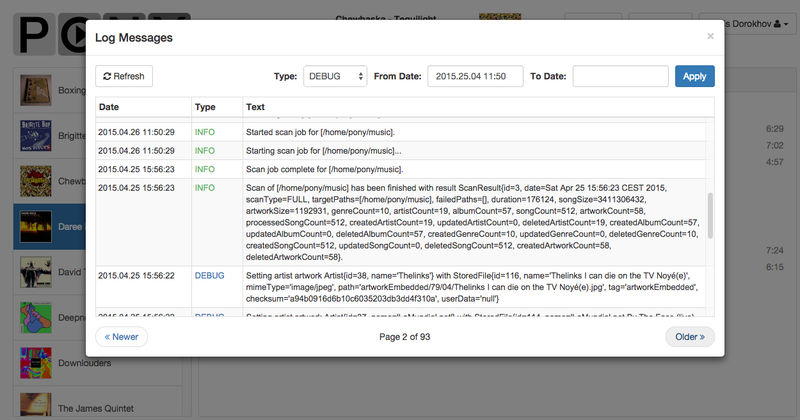 Chewbaska - Tequilight
Dorokhov
Log Messages
×
Refresh
Type: DEBUG From Date: 2015.25.04 11:50 To Date: Apply
Date Type Text
2015.04.26 11:50:29 INFO Started scan job for [/home/pony/music].
2015.04.26 11:50:29 INFO Starting scan job for [/home/pony/music]...
2015.04.25 15:56:23 INFO Scan job complete for [/home/pony/music].
2015.04.25 15:56:23 INFO Scan of [/home/pony/music] has been finished with result ScanResult{id=3, date=Sat Apr 25 15:56:23 CEST 2015,
scanType=FULL, targetPaths=[/home/pony/music], failedPaths=[], duration=176124, songSize=3411306432,
artworkSize=1192931, genreCount=10, artistCount=19, albumCount=57, songCount=512, artworkCount=58,
processedSongCount=512, createdArtistCount=19, updatedArtistCount=0, deletedArtistCount=19, createdAlbumCount=57,
updatedAlbumCount=0, deletedAlbumCount=57, createdGenreCount=10, updatedGenreCount=0, deletedGenreCount=10,
createdSongCount=512, updatedSongCount=0, deletedSongCount=512, createdArtworkCount=58,
deletedArtworkCount=58}.
2015.04.25 15:56:22 DEBUG Setting artist artwork Artist{id=38, name='Thelinks'} with StoredFile{id=116, name='Thelinks I can die on the TV Noyé(e)',
mimeType='image/jpeg', path='artworkEmbedded/79/04/Thelinks I can die on the TV Noyé(e).jpg', tag='artworkEmbedded',
checksum='a94b0916d6b10c6035203cb3dd4f310a', userData='null'}
« Newer Page 2 of 93 Older »
Boxing
Brigitte
Chewb
Daree
David T
Deepn
Downlouders
The James Quintet
6:29
7:02
4:57
7:24
6:15